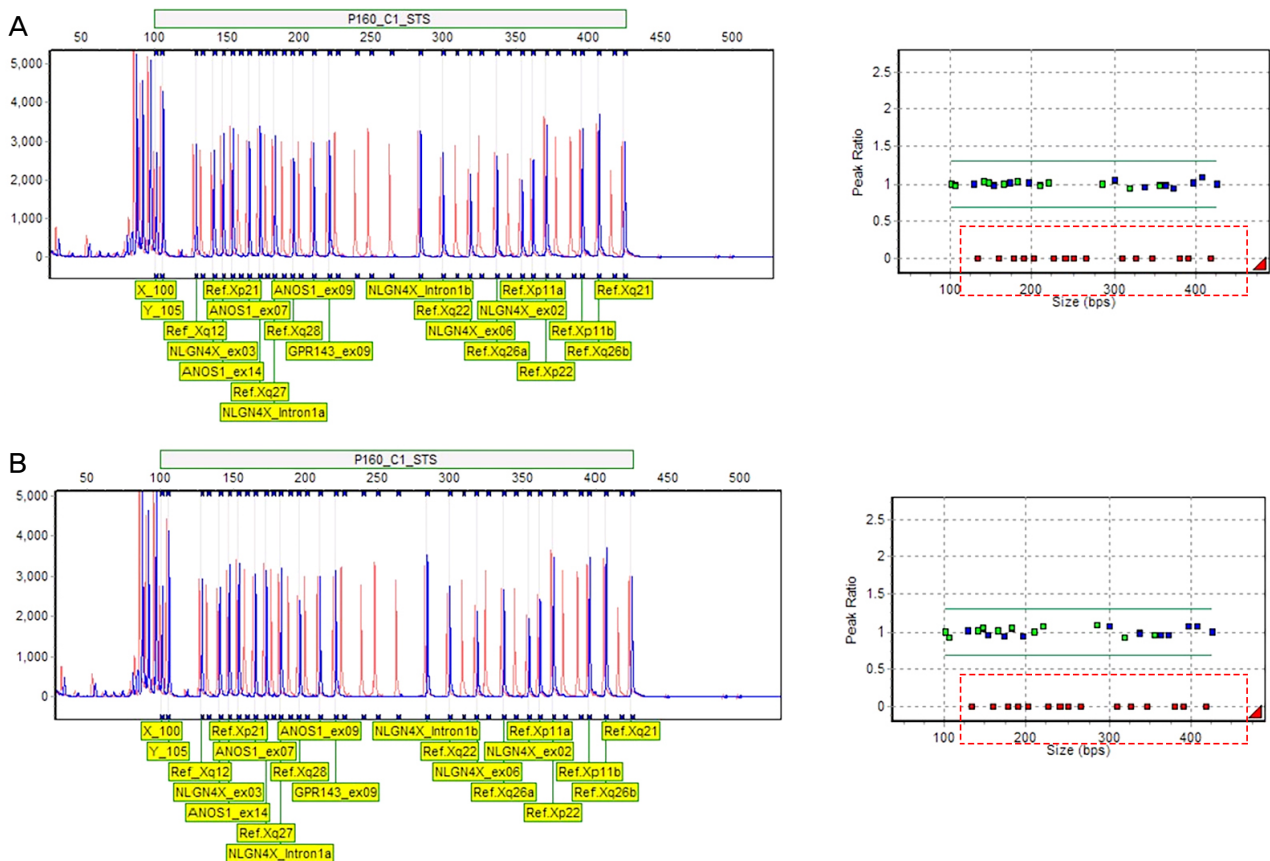 A
P160_C1_STS
50 100 150 200 250 300 350 400 450 500
5,000
4,000
3,000
2,000
1,000
0
X_100 Ref.Xp21 ANOS1_ex09 NLGN4X_Intron1b Ref.Xp11a Ref.Xq21
Y_105 ANOS1_ex07 Ref.Xq22 NLGN4X_ex02
Ref_Xq12 Ref.Xq28 NLGN4X_ex06 Ref.Xp11b
NLGN4X_ex03 GPR143_ex09 Ref.Xq26a Ref.Xq26b
ANOS1_ex14 Ref.Xp22
Ref.Xq27
NLGN4X_Intron1a
Peak Ratio
2.5
2
1.5
1
0.5
0
100 200 300 400
Size (bps)
B
P160_C1_STS
50 100 150 200 250 300 350 400 450 500
5,000
4,000
3,000
2,000
1,000
0
X_100 Ref.Xp21 ANOS1_ex09 NLGN4X_Intron1b Ref.Xp11a Ref.Xq21
Y_105 ANOS1_ex07 Ref.Xq22 NLGN4X_ex02
Ref_Xq12 Ref.Xq28 NLGN4X_ex06 Ref.Xp11b
NLGN4X_ex03 GPR143_ex09 Ref.Xq26a Ref.Xq26b
ANOS1_ex14 Ref.Xp22
Ref.Xq27
NLGN4X_Intron1a
Peak Ratio
2.5
2
1.5
1
0.5
0
100 200 300 400
Size (bps)